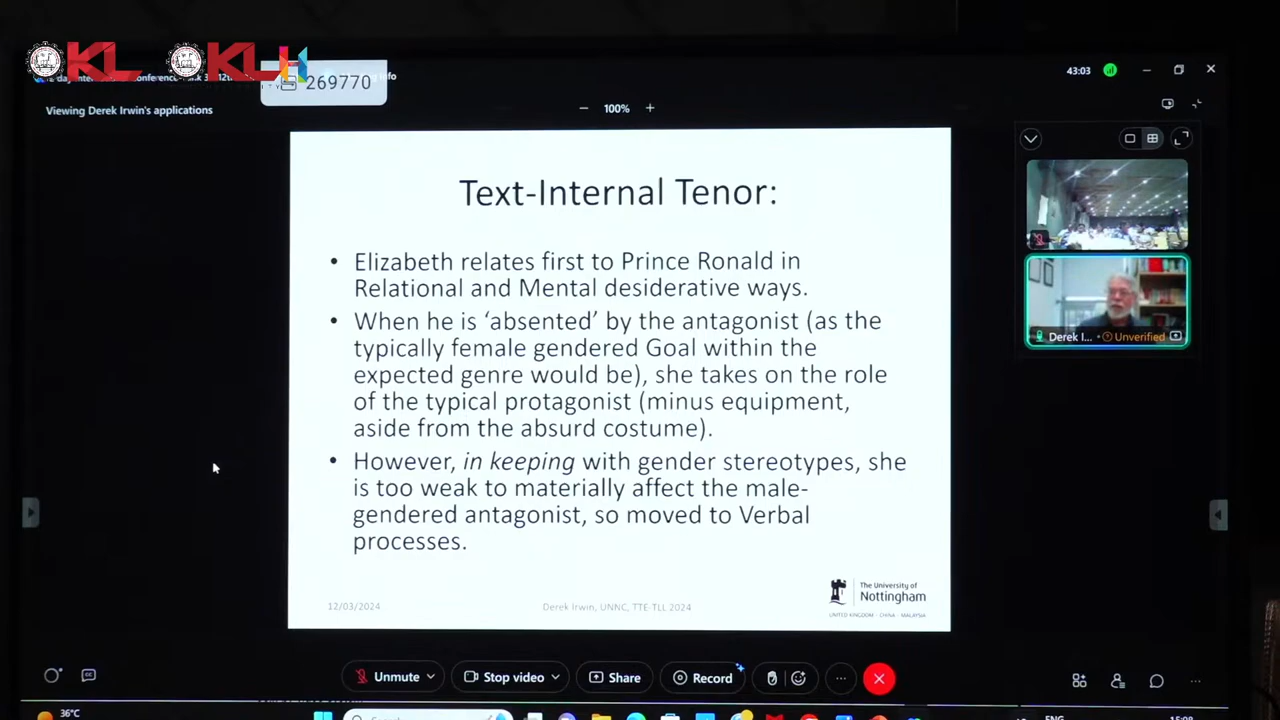 KL
KLH
269770
Viewing Derek Irwin's applications
100%
43:03
Text-Internal Tenor:
• Elizabeth relates first to Prince Ronald in
Relational and Mental desiderative ways.
• When he is ‘absented’ by the antagonist (as the
typically female gendered Goal within the
expected genre would be), she takes on the role
of the typical protagonist (minus equipment,
aside from the absurd costume).
• However, in keeping with gender stereotypes, she
is too weak to materially affect the male-
gendered antagonist, so moved to Verbal
processes.
12/03/2024
Derek Irwin, UNNC, TTE-TLL 2024
The University of
Nottingham
UNITED KINGDOM · CHINA · MALAYSIA
Derek I...
Unverified
Unmute
Stop video
Share
Record
36°C
ENG